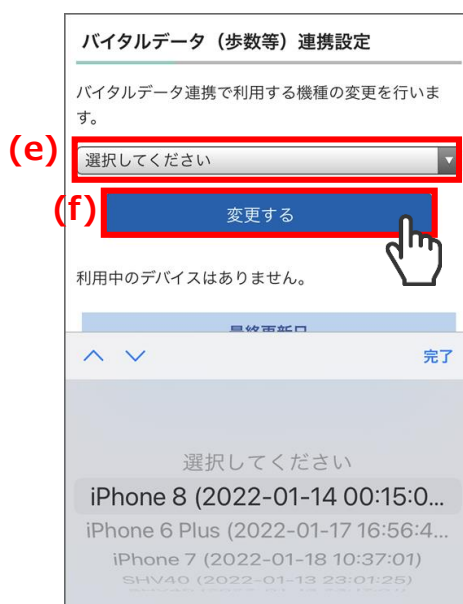 バイタルデータ（歩数等）連携設定
バイタルデータ連携で利用する機種の変更を行いま
す。
(e)
選択してください
(f)
変更する
利用中のデバイスはありません。
最終更新日
完了
選択してください
iPhone 8 (2022-01-14 00:15:0...
iPhone 6 Plus (2022-01-17 16:56:4...
iPhone 7 (2022-01-18 10:37:01)
SHV40 (2022-01-13 23:01:25)